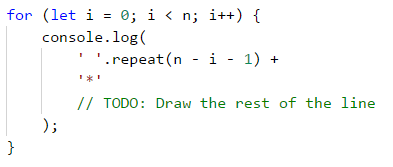 for (let i = 0; i < n; i++) {
    console.log(
        ' '.repeat(n - i - 1) +
        '*'
        // TODO: Draw the rest of the line
    );
}